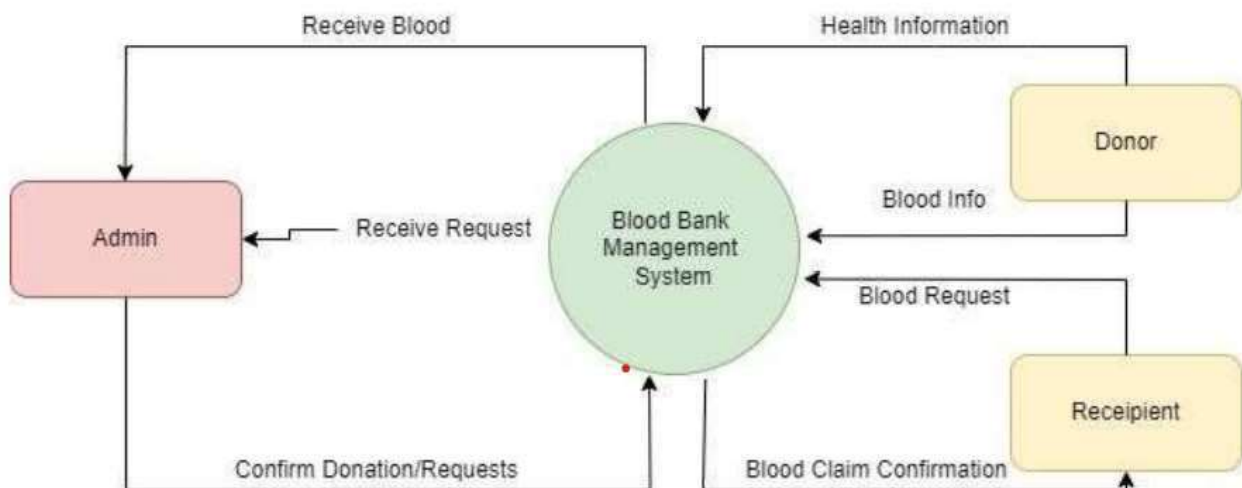 Receive Blood
Health Information
Donor
Blood Info
Admin
Receive Request
Blood Bank
Management
System
Blood Request
Receipient
Confirm Donation/Requests
Blood Claim Confirmation